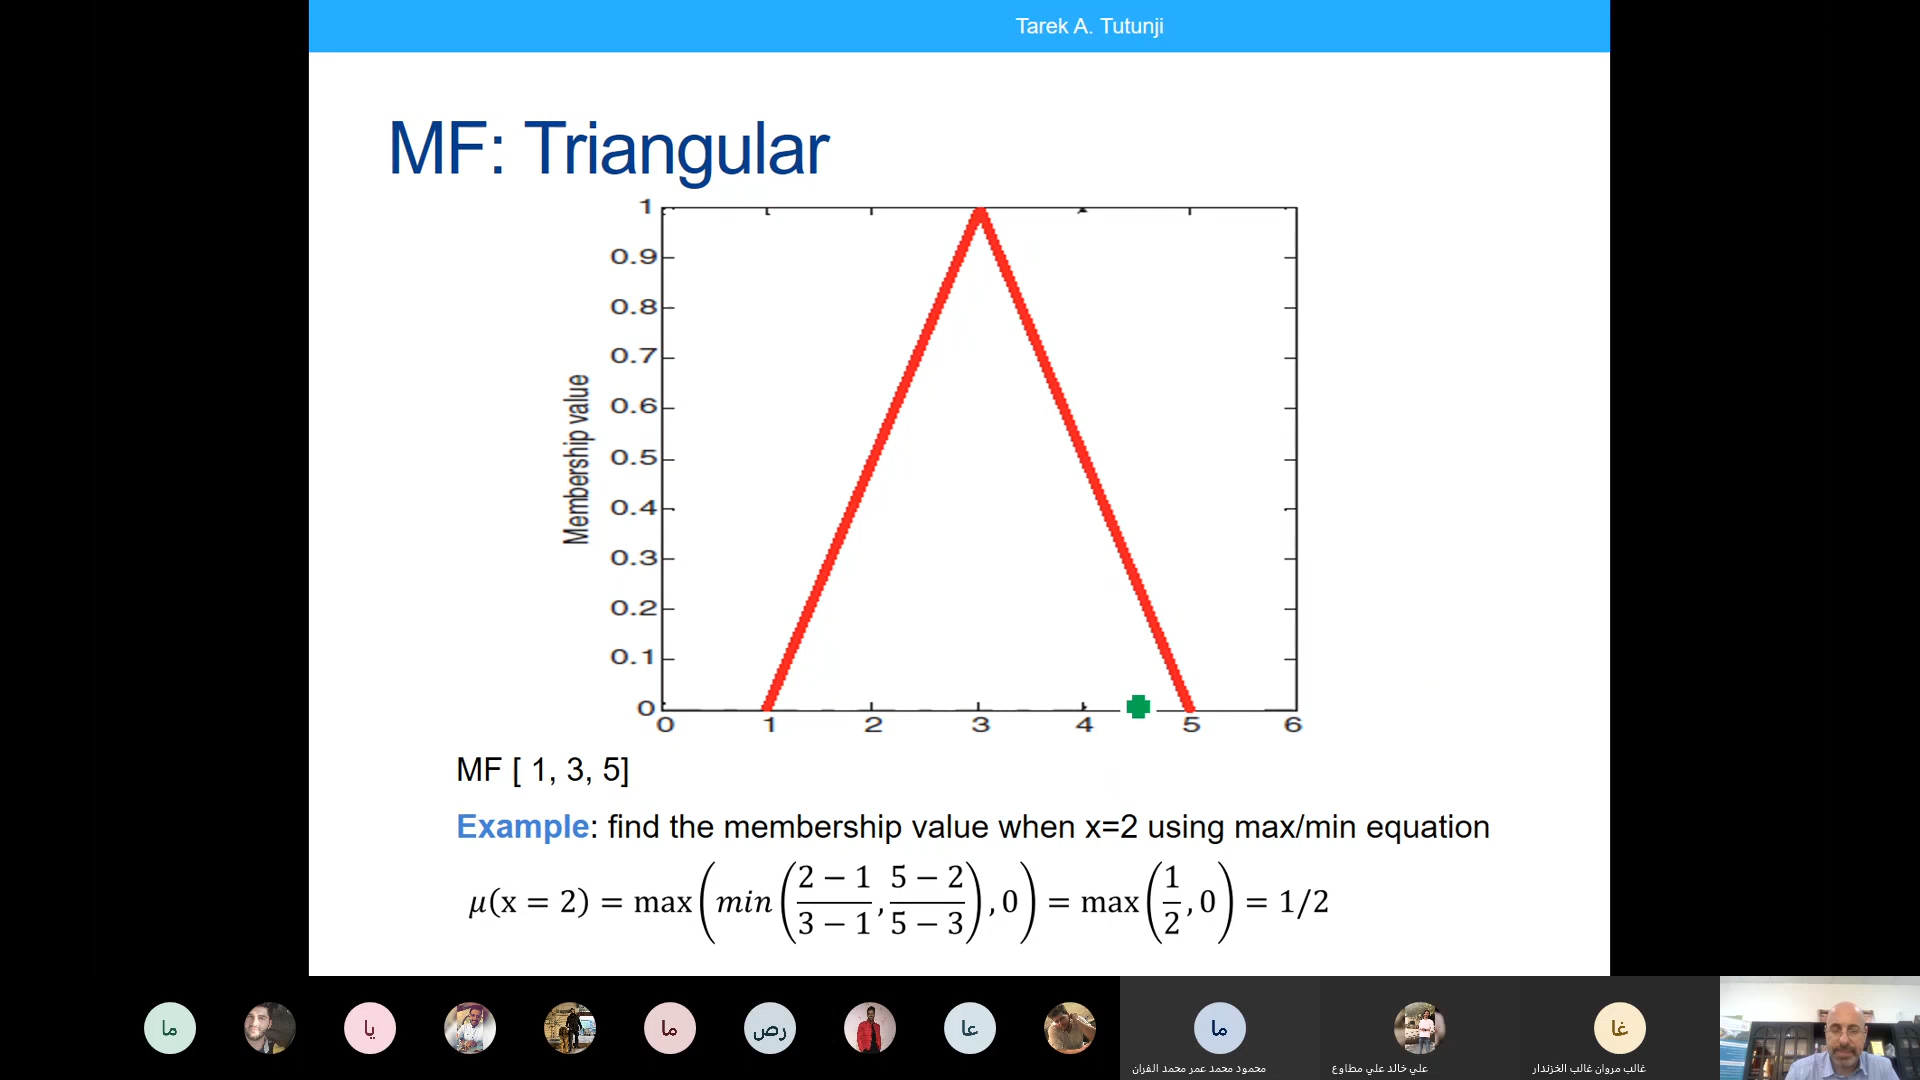 Tarek A. Tutunji
MF: Triangular
1
0.9
0.8
0.7
0.6
0.5
0.4
0.3
0.2
0.1
0
Membership value
0 1 2 3 4 5 6
MF [ 1, 3, 5]
Example: find the membership value when x=2 using max/min equation
μ(x = 2) = max(min((2 − 1)/(3 − 1), (5 − 2)/(5 − 3)), 0) = max(1/2, 0) = 1/2
ما يا ما رص عا ما غا
محمود محمد عمر محمد الفران علي خالد علي مطاوع غالب مروان غالب الخزندار